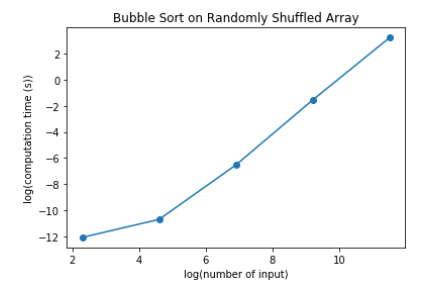 Bubble Sort on Randomly Shuffled Array
log(computation time (s))
2
0
−2
−4
−6
−8
−10
−12
2 4 6 8 10
log(number of input)